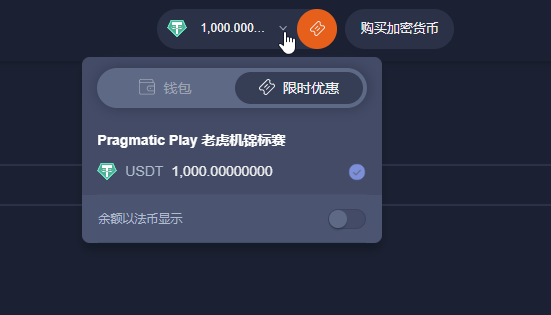 1,000.000...
购买加密货币
钱包
限时优惠
Pragmatic Play 老虎机锦标赛
USDT 1,000.00000000
余额以法币显示